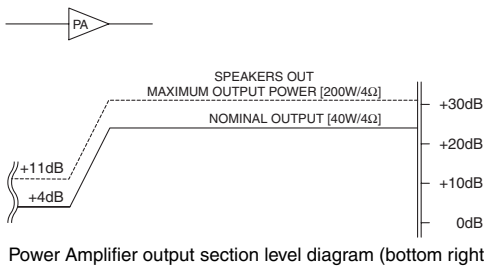 PA
SPEAKERS OUT
MAXIMUM OUTPUT POWER [200W/4Ω]
NOMINAL OUTPUT [40W/4Ω]
+30dB
+20dB
+11dB
+10dB
+4dB
0dB
Power Amplifier output section level diagram (bottom right